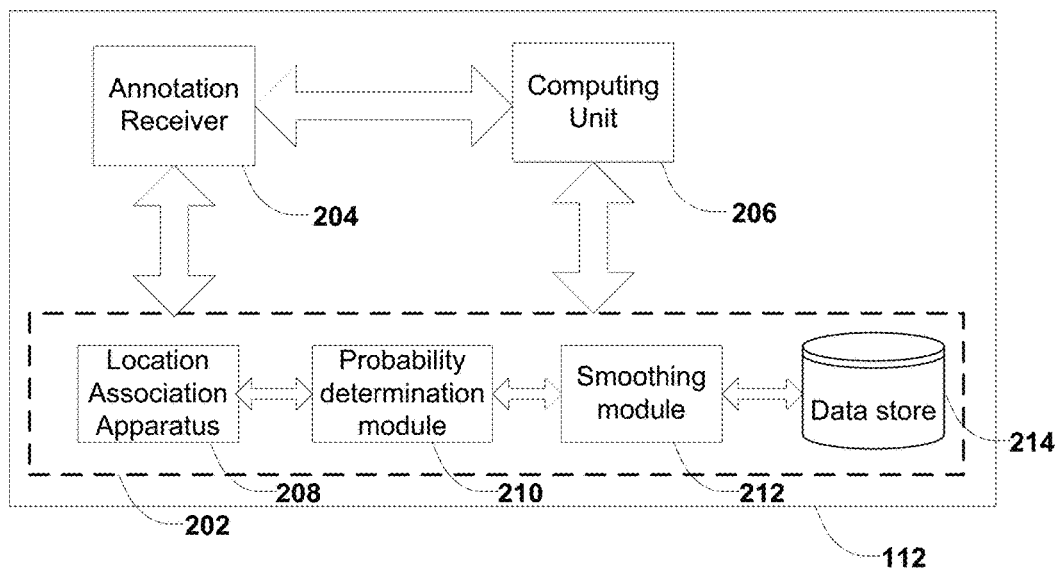 Annotation
Receiver
204
Computing
Unit
206
Location
Association
Apparatus
208
Probability
determination
module
210
Smoothing
module
212
Data store
214
202
112